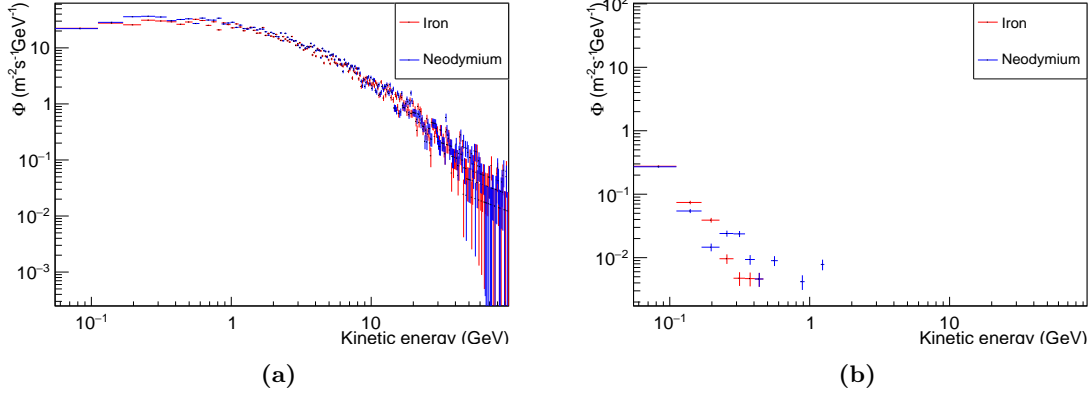 Φ (m⁻²s⁻¹GeV⁻¹)
Iron
Neodymium
10
1
10⁻¹
10⁻²
10⁻³
10⁻¹ 1 10
Kinetic energy (GeV)
(a)
Φ (m⁻²s⁻¹GeV⁻¹)
10²
Iron
Neodymium
10
1
10⁻¹
10⁻²
10⁻¹ 1 10
Kinetic energy (GeV)
(b)